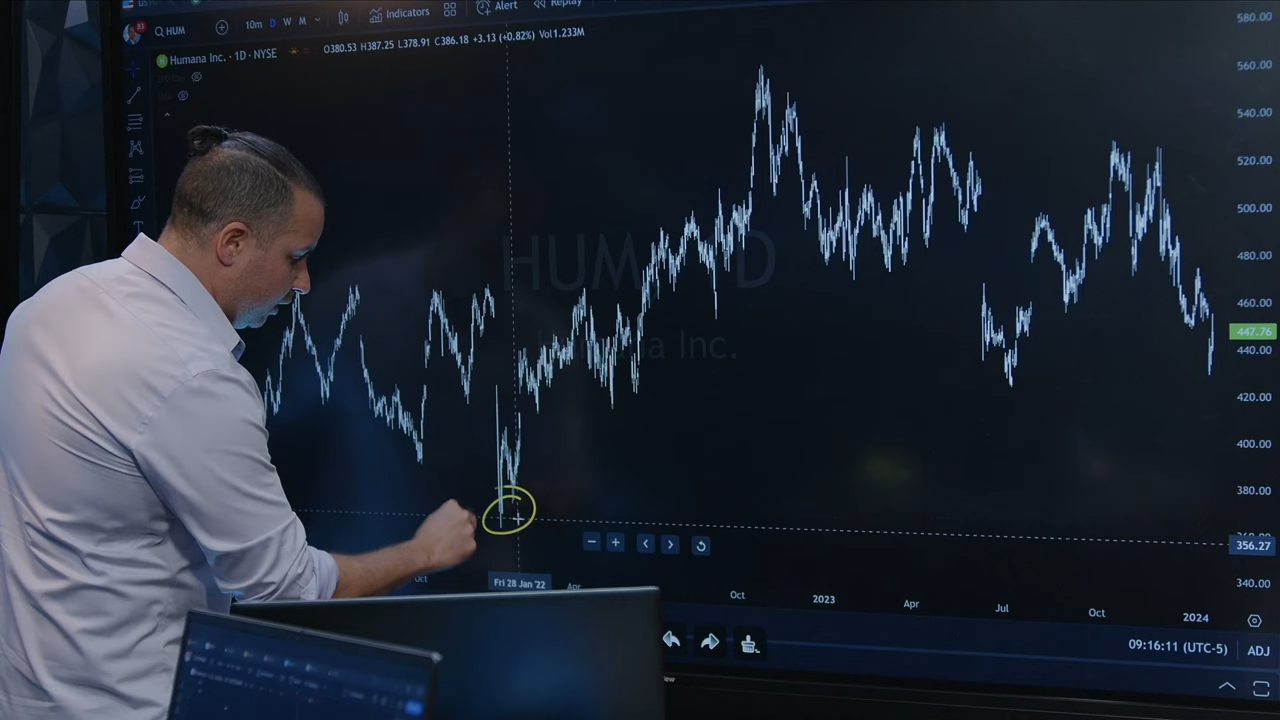 HUM
10m D W M
Indicators
Alert
Replay
Humana Inc. · 1D · NYSE
O380.53 H387.25 L378.91 C386.18 +3.13 (+0.82%) Vol1.233M
580.00
560.00
540.00
520.00
500.00
480.00
460.00
447.76
440.00
420.00
400.00
380.00
356.27
340.00
HUM
D
Inc.
Oct
Fri 28 Jan '22
Apr
Oct
2023
Apr
Jul
Oct
2024
09:16:11 (UTC-5)
ADJ